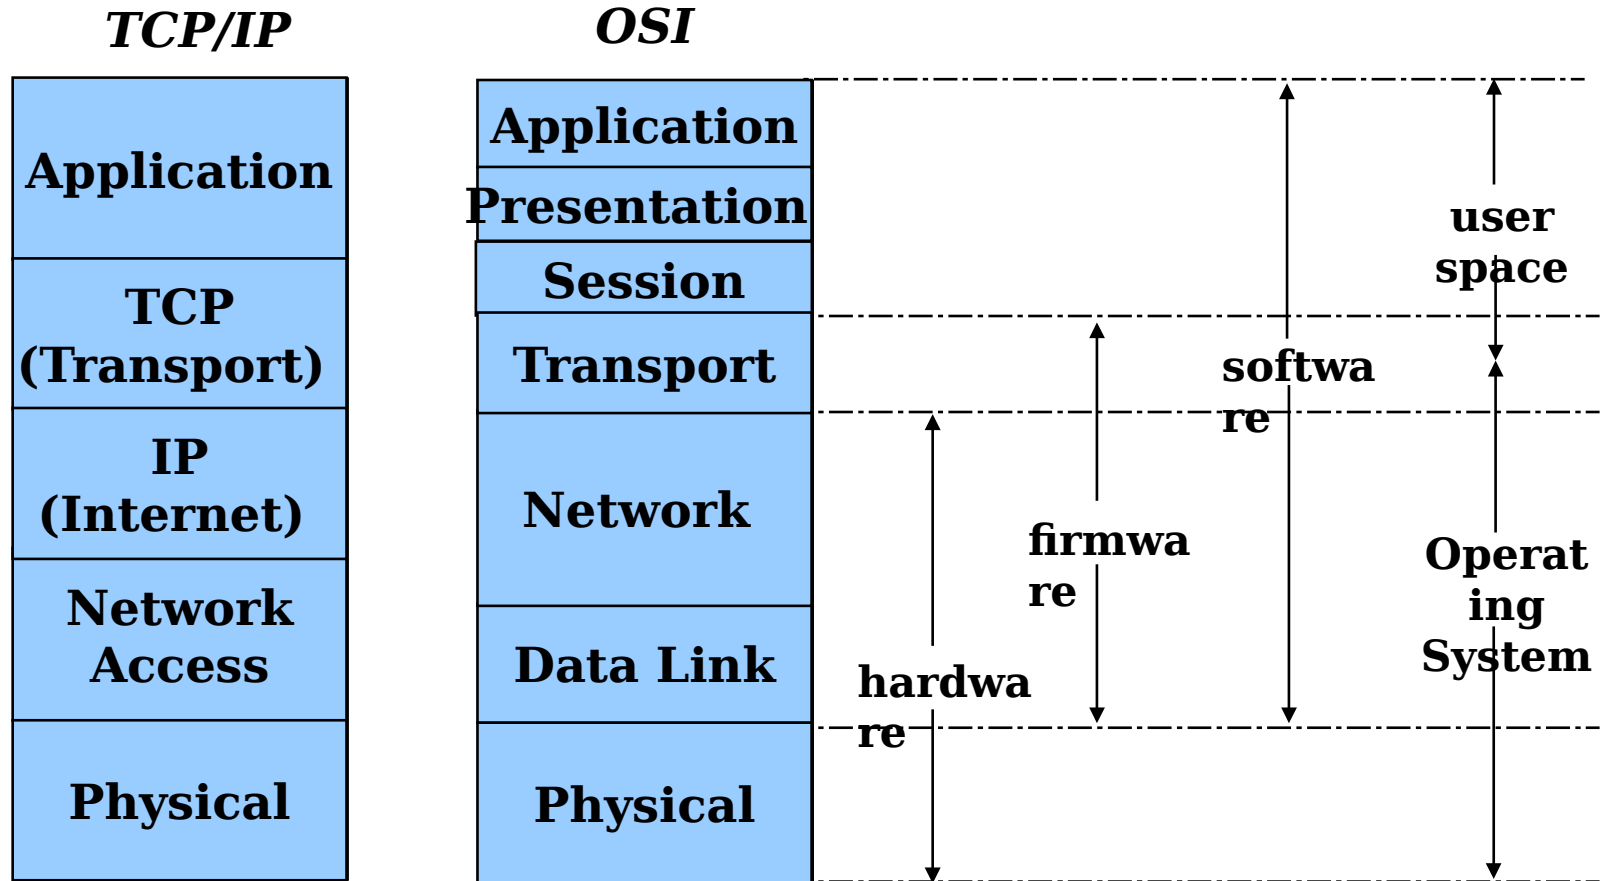 TCP/IP
OSI
Application
TCP
(Transport)
IP
(Internet)
Network
Access
Physical
Application
Presentation
Session
Transport
Network
Data Link
Physical
hardwa
re
firmwa
re
softwa
re
user
space
Operat
ing
System